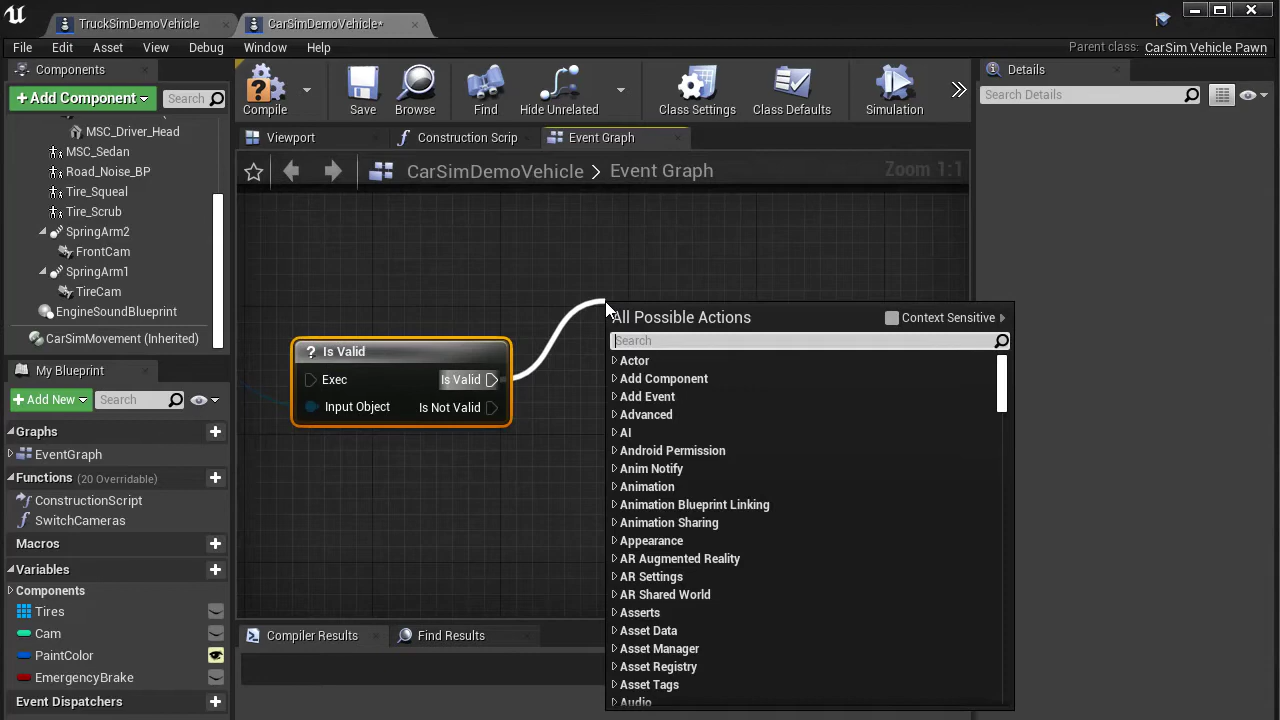 TruckSimDemoVehicle
CarSimDemoVehicle*
File Edit Asset View Debug Window Help
Parent class: CarSim Vehicle Pawn
Components
+ Add Component
Search
MSC_Driver_Head
MSC_Sedan
Road_Noise_BP
Tire_Squeal
Tire_Scrub
SpringArm2
FrontCam
SpringArm1
TireCam
EngineSoundBlueprint
CarSimMovement (Inherited)
My Blueprint
+ Add New
Search
Graphs
EventGraph
Functions (20 Overridable)
ConstructionScript
SwitchCameras
Macros
Variables
Components
Tires
Cam
PaintColor
EmergencyBrake
Event Dispatchers
Compile
Save
Browse
Find
Hide Unrelated
Class Settings
Class Defaults
Simulation
Viewport
Construction Scrip
Event Graph
CarSimDemoVehicle > Event Graph
Zoom 1:1
? Is Valid
Exec
Is Valid
Input Object
Is Not Valid
All Possible Actions
Context Sensitive
Search
Actor
Add Component
Add Event
Advanced
AI
Android Permission
Anim Notify
Animation
Animation Blueprint Linking
Animation Sharing
Appearance
AR Augmented Reality
AR Settings
AR Shared World
Asserts
Asset Data
Asset Manager
Asset Registry
Asset Tags
Audio
Compiler Results
Find Results
Details
Search Details